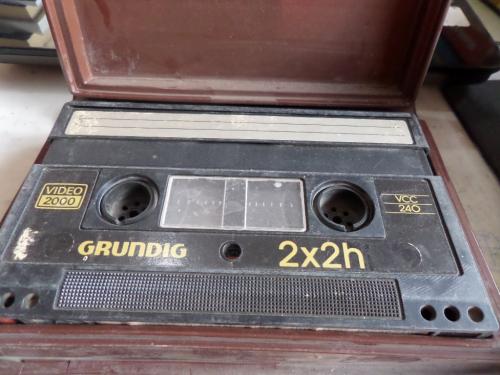 VIDEO
2000
VCC
240
GRUNDIG
2x2h